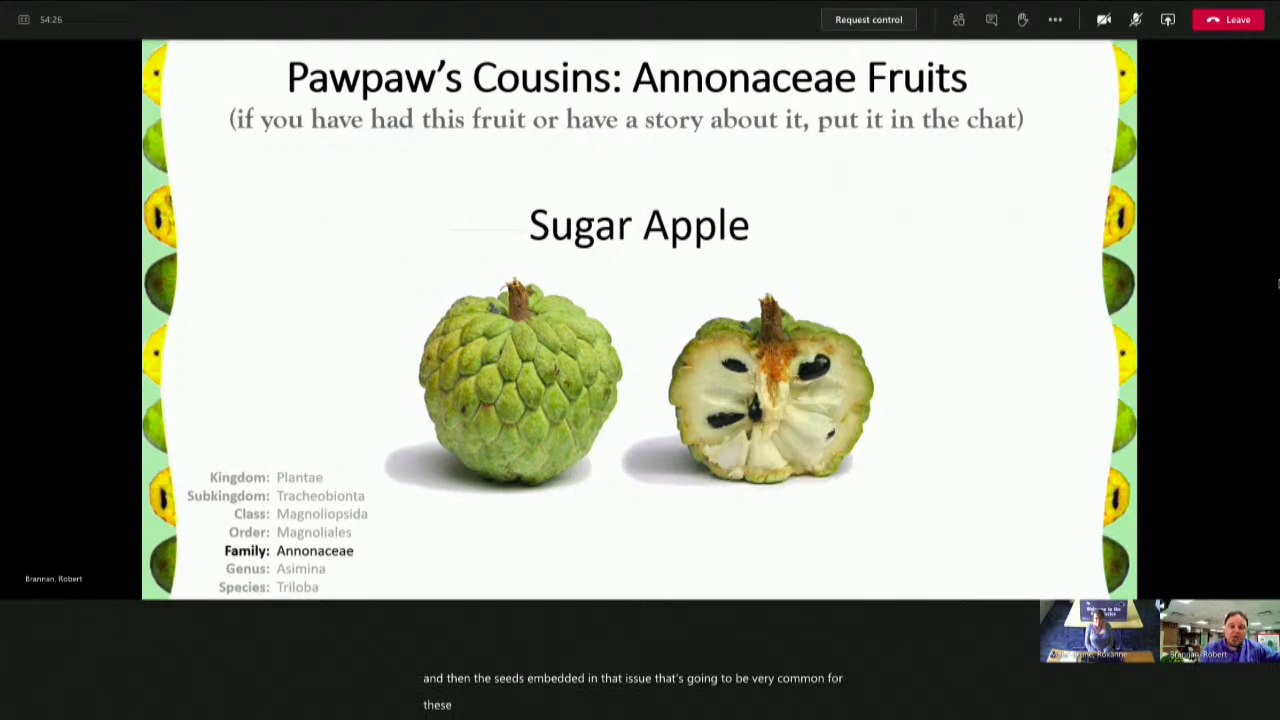 54:26
Request control
Leave
Pawpaw's Cousins: Annonaceae Fruits
(if you have had this fruit or have a story about it, put it in the chat)
Sugar Apple
Kingdom: Plantae
Subkingdom: Tracheobionta
Class: Magnoliopsida
Order: Magnoliales
Family: Annonaceae
Genus: Asimina
Species: Triloba
Brannan, Robert
Roxanne
Brannan, Robert
and then the seeds embedded in that issue that's going to be very common for
these